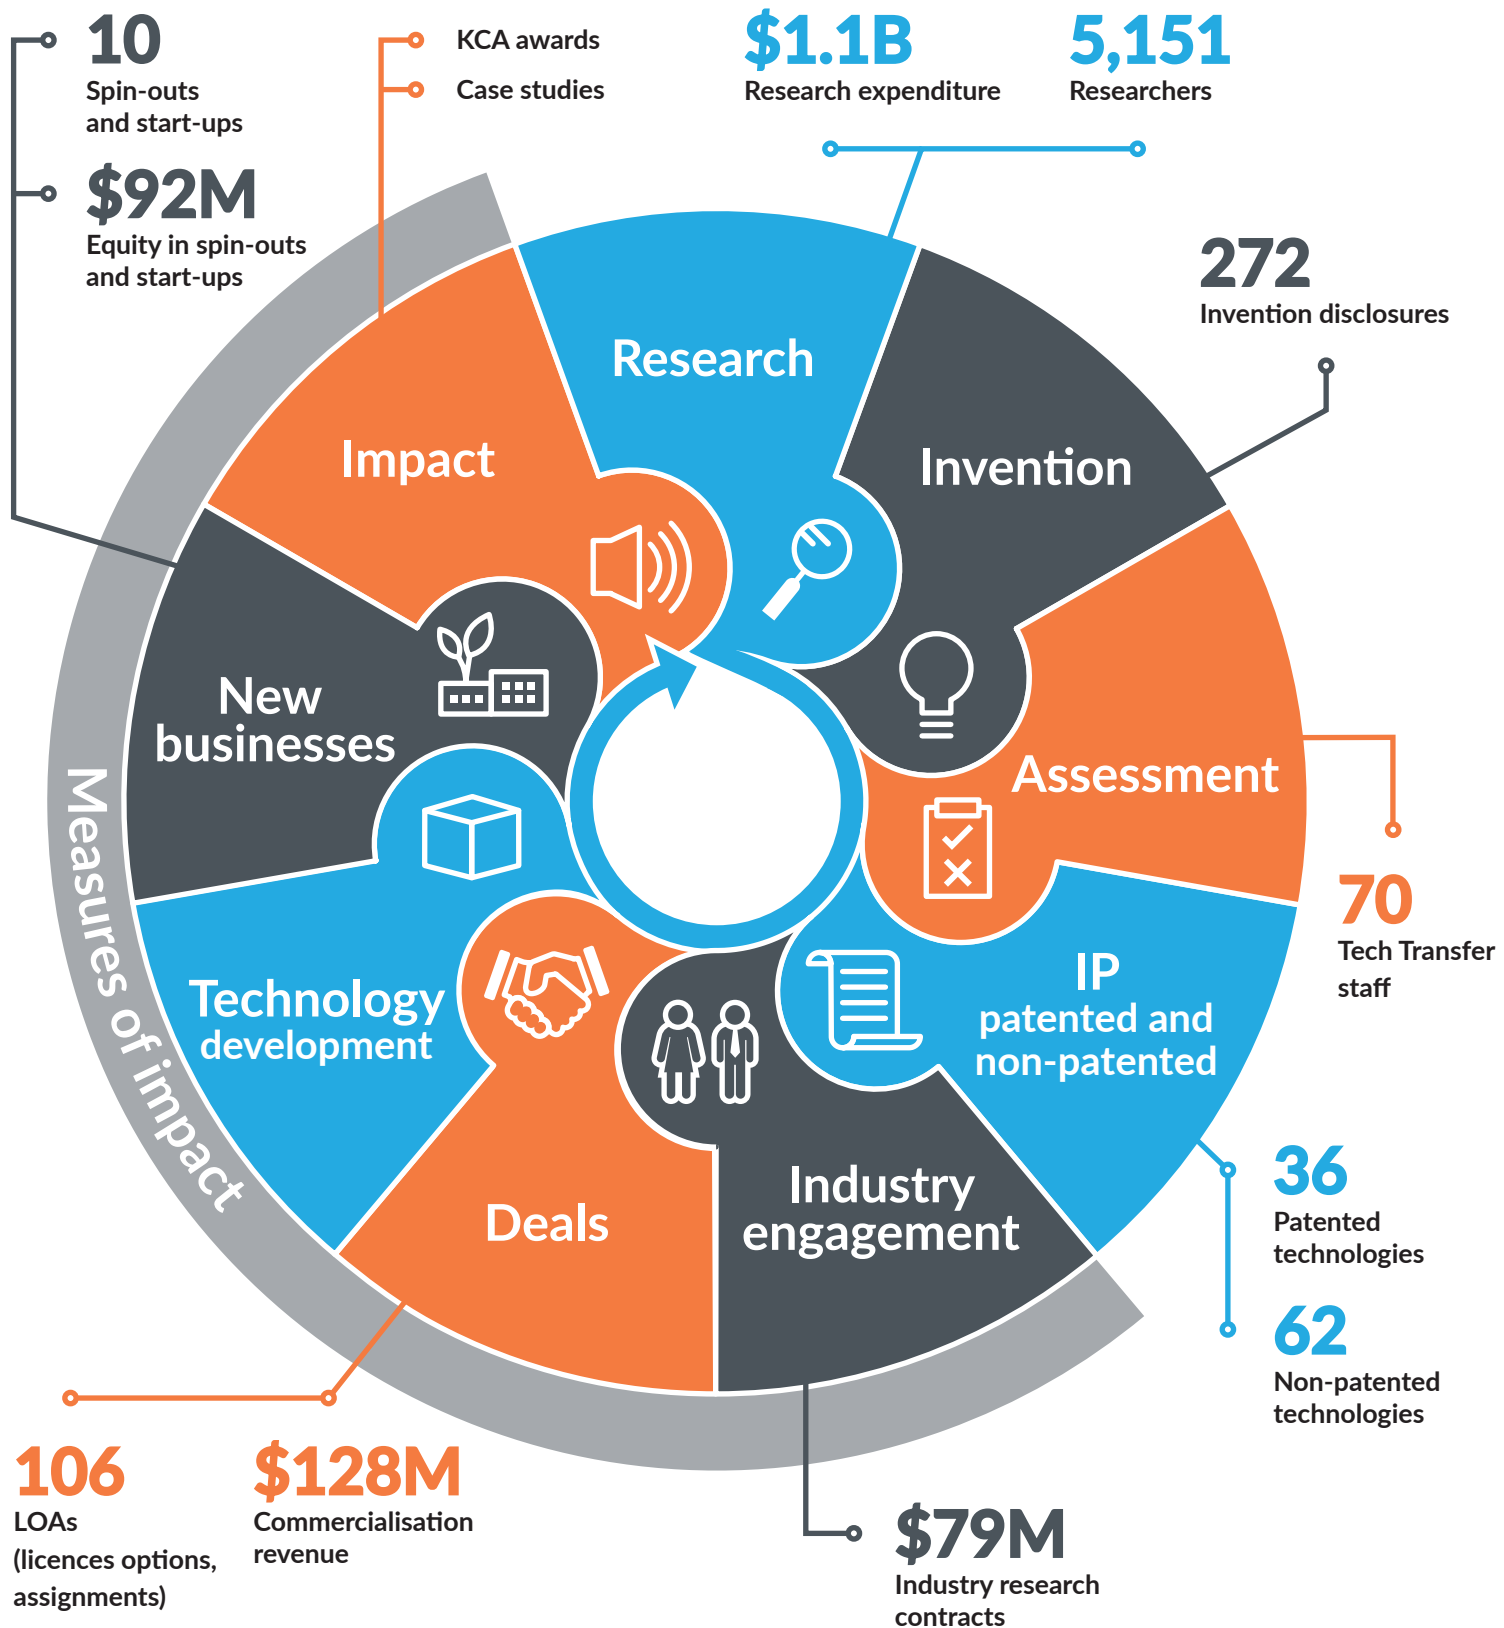 10
Spin-outs
and start-ups
$92M
Equity in spin-outs
and start-ups
KCA awards
Case studies
$1.1B
Research expenditure
5,151
Researchers
272
Invention disclosures
Research
Invention
Assessment
70
Tech Transfer
staff
IP
patented and
non-patented
36
Patented
technologies
62
Non-patented
technologies
Industry
engagement
$79M
Industry research
contracts
Deals
106
LOAs
(licences options,
assignments)
$128M
Commercialisation
revenue
Technology
development
New
businesses
Impact
Measures of impact